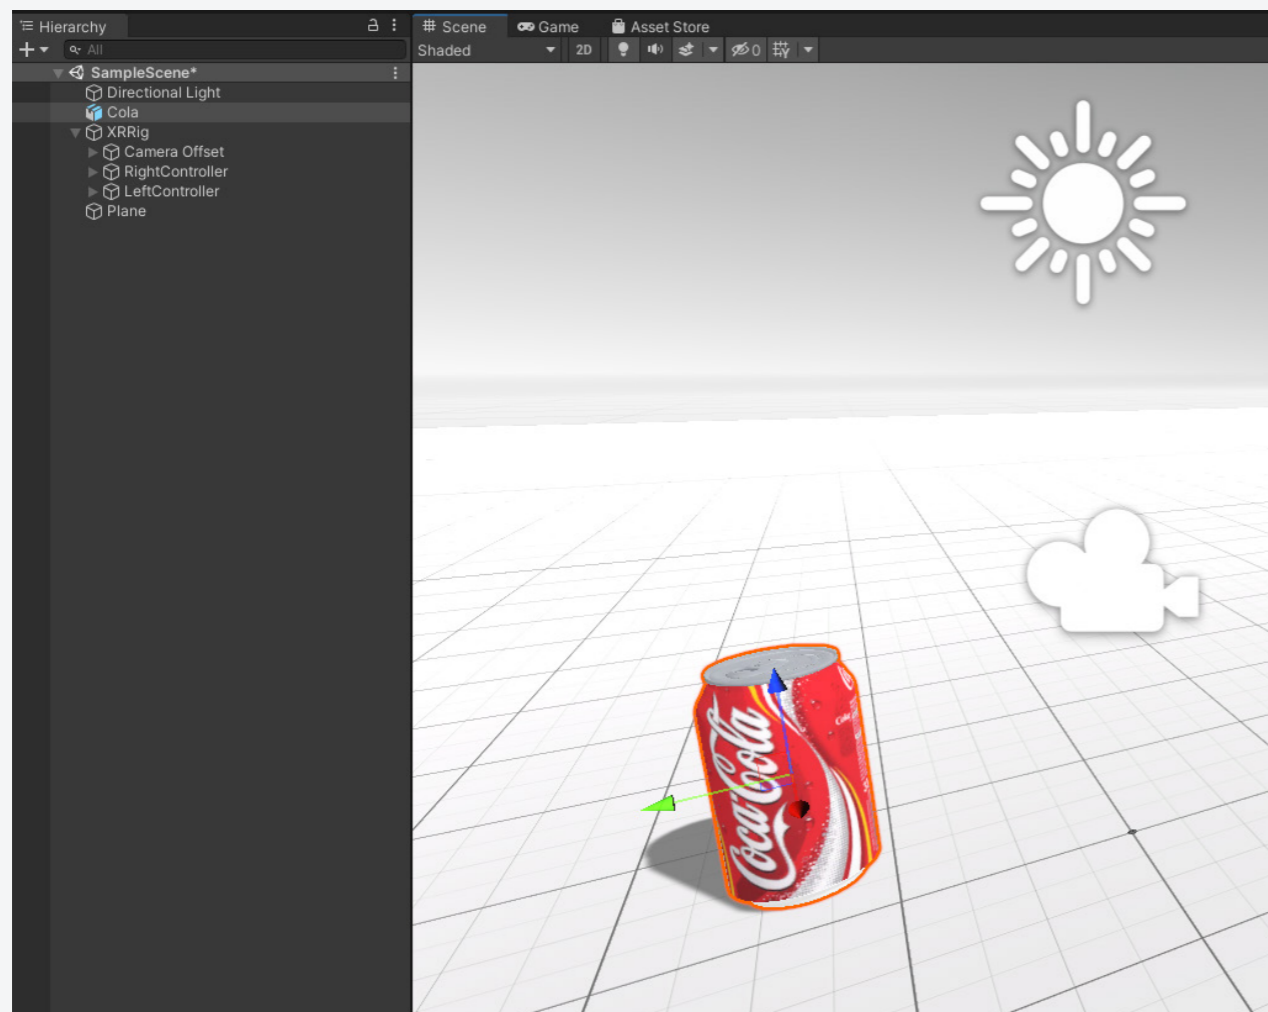 Hierarchy
All
SampleScene*
Directional Light
Cola
XRRig
Camera Offset
RightController
LeftController
Plane
Scene
Game
Asset Store
Shaded
2D
0
Coca-Cola